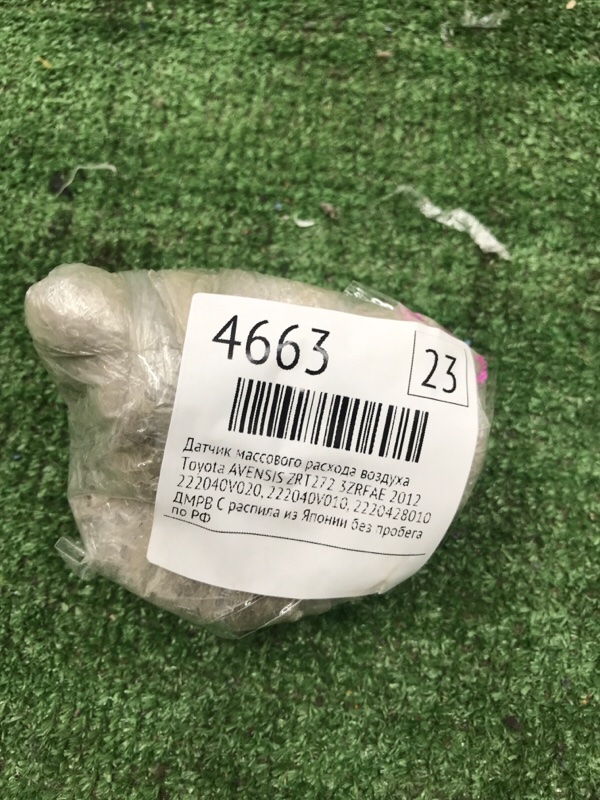 4663
23
Датчик массового расхода воздуха
Toyota AVENSIS ZRT272 3ZRFAE 2012
222040V020, 222040V010, 2220428010
ДМРВ С распила из Японии без пробега
по РФ